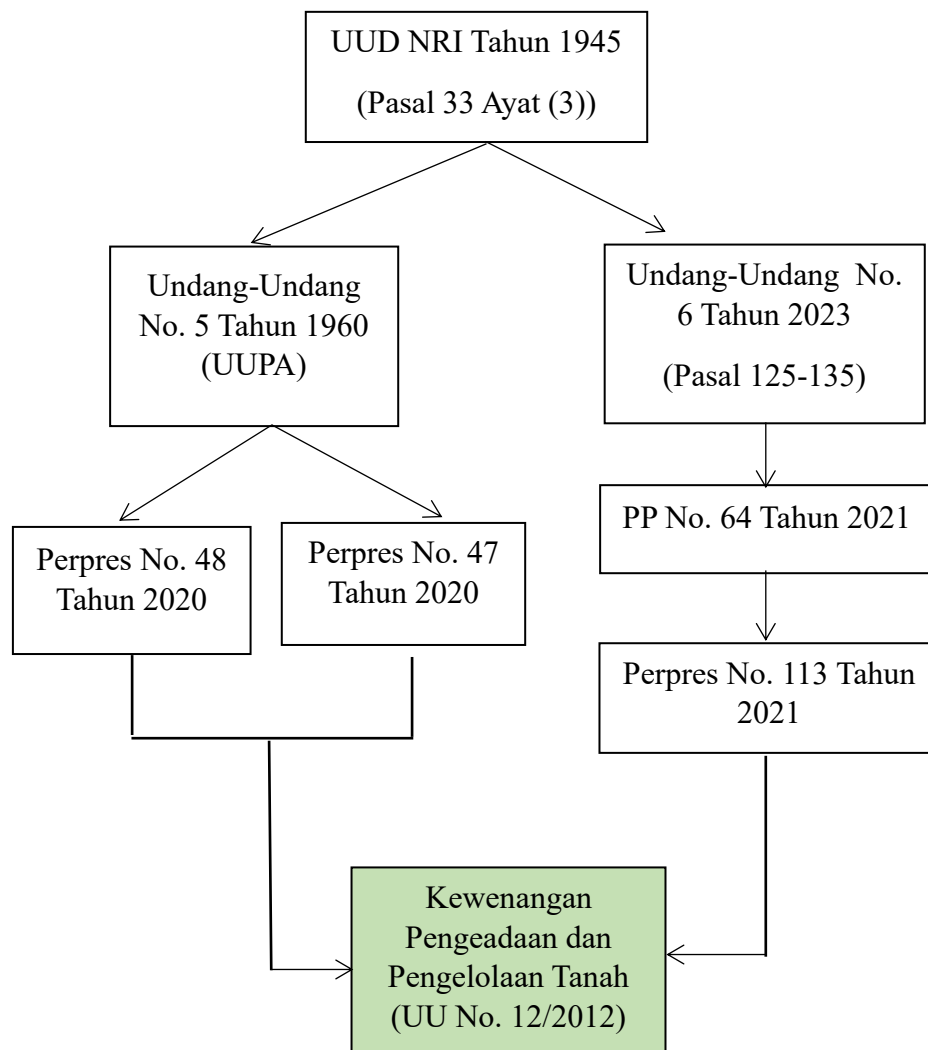 UUD NRI Tahun 1945
(Pasal 33 Ayat (3))
Undang-Undang
No. 5 Tahun 1960
(UUPA)
Undang-Undang No.
6 Tahun 2023
(Pasal 125-135)
Perpres No. 48
Tahun 2020
Perpres No. 47
Tahun 2020
PP No. 64 Tahun 2021
Perpres No. 113 Tahun
2021
Kewenangan
Pengeadaan dan
Pengelolaan Tanah
(UU No. 12/2012)